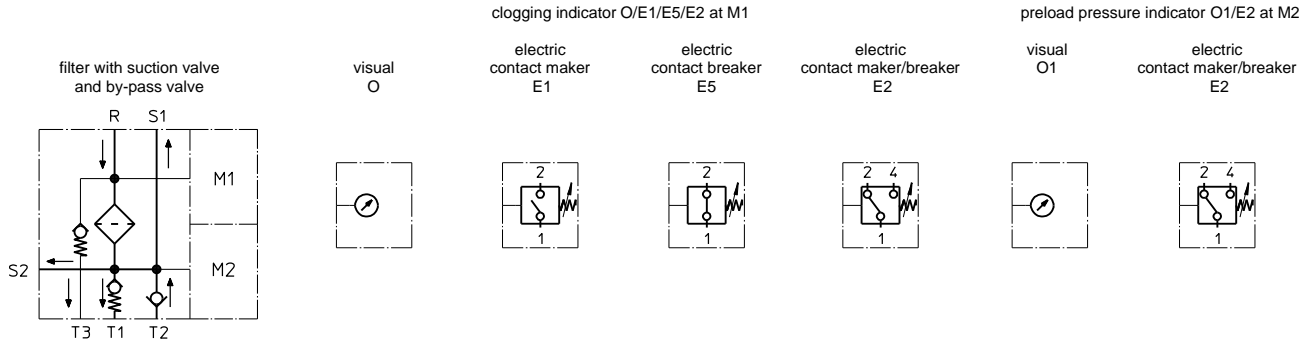 clogging indicator O/E1/E5/E2 at M1
preload pressure indicator O1/E2 at M2
filter with suction valve
and by-pass valve
visual
O
electric
contact maker
E1
electric
contact breaker
E5
electric
contact maker/breaker
E2
visual
O1
electric
contact maker/breaker
E2
R S1
M1
M2
S2
T3 T1 T2
2
1
2
1
2 4
1
2 4
1